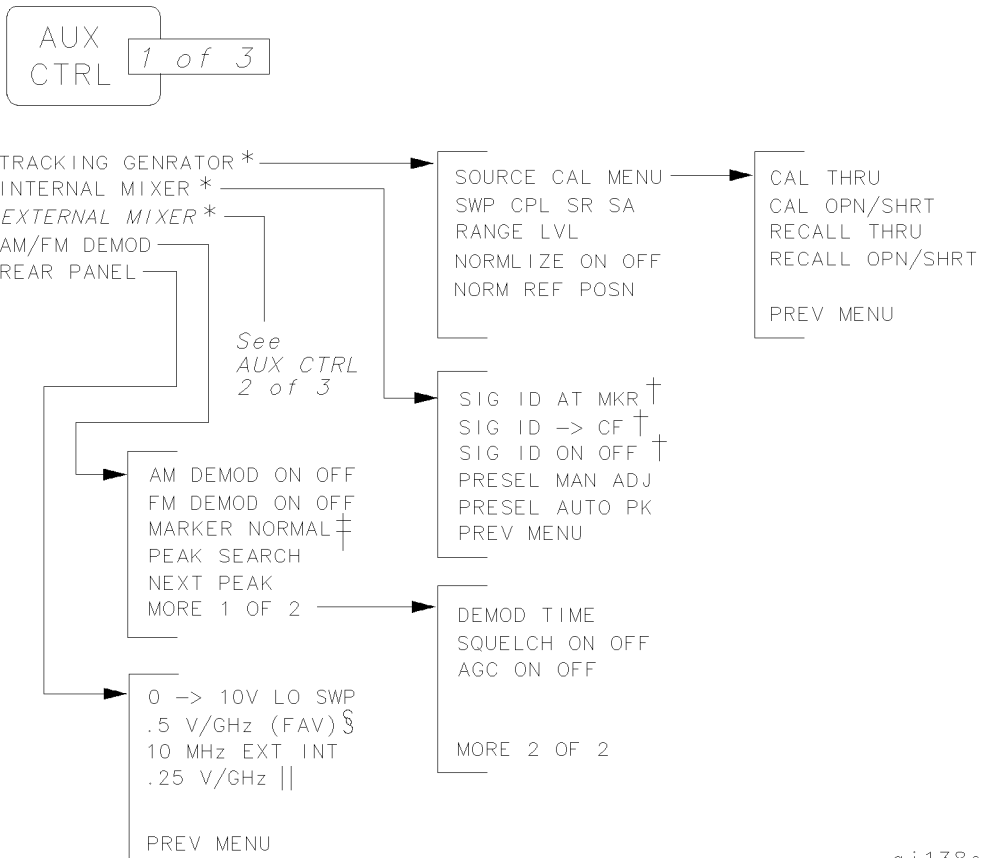 AUX
CTRL
1 of 3
TRACKING GENRATOR*
INTERNAL MIXER*
EXTERNAL MIXER*
AM/FM DEMOD
REAR PANEL
See
AUX CTRL
2 of 3
SOURCE CAL MENU
SWP CPL SR SA
RANGE LVL
NORMLIZE ON OFF
NORM REF POSN
CAL THRU
CAL OPN/SHRT
RECALL THRU
RECALL OPN/SHRT
PREV MENU
SIG ID AT MKR†
SIG ID —> CF†
SIG ID ON OFF†
PRESEL MAN ADJ
PRESEL AUTO PK
PREV MENU
AM DEMOD ON OFF
FM DEMOD ON OFF
MARKER NORMAL‡
PEAK SEARCH
NEXT PEAK
MORE 1 OF 2
DEMOD TIME
SQUELCH ON OFF
AGC ON OFF
MORE 2 OF 2
0 —> 10V LO SWP
.5 V/GHz (FAV)§
10 MHz EXT INT
.25 V/GHz ||
PREV MENU